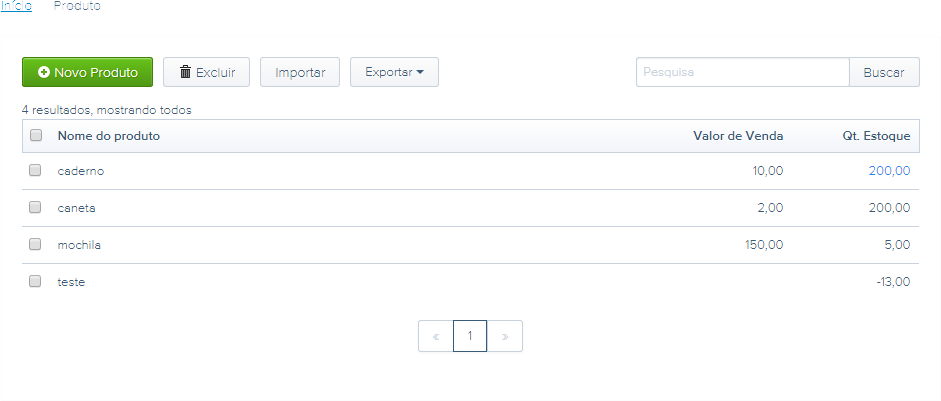 Início Produto
Novo Produto Excluir Importar Exportar Pesquisa Buscar
4 resultados, mostrando todos
Nome do produto Valor de Venda Qt. Estoque
caderno 10,00 200,00
caneta 2,00 200,00
mochila 150,00 5,00
teste -13,00
« 1 »